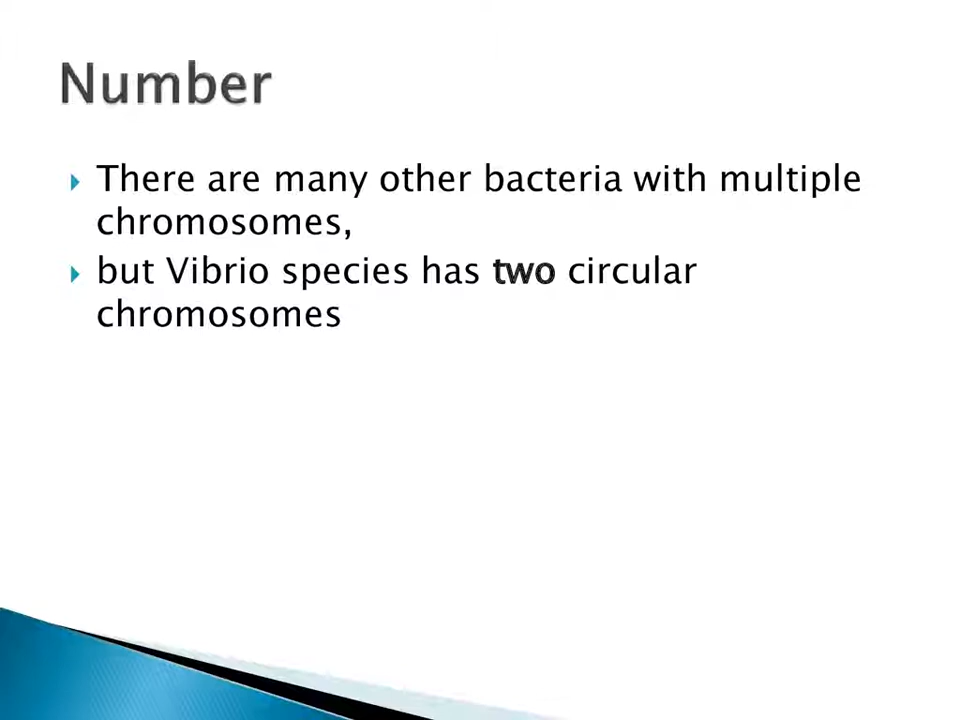 Number
There are many other bacteria with multiple
chromosomes,
but Vibrio species has two circular
chromosomes